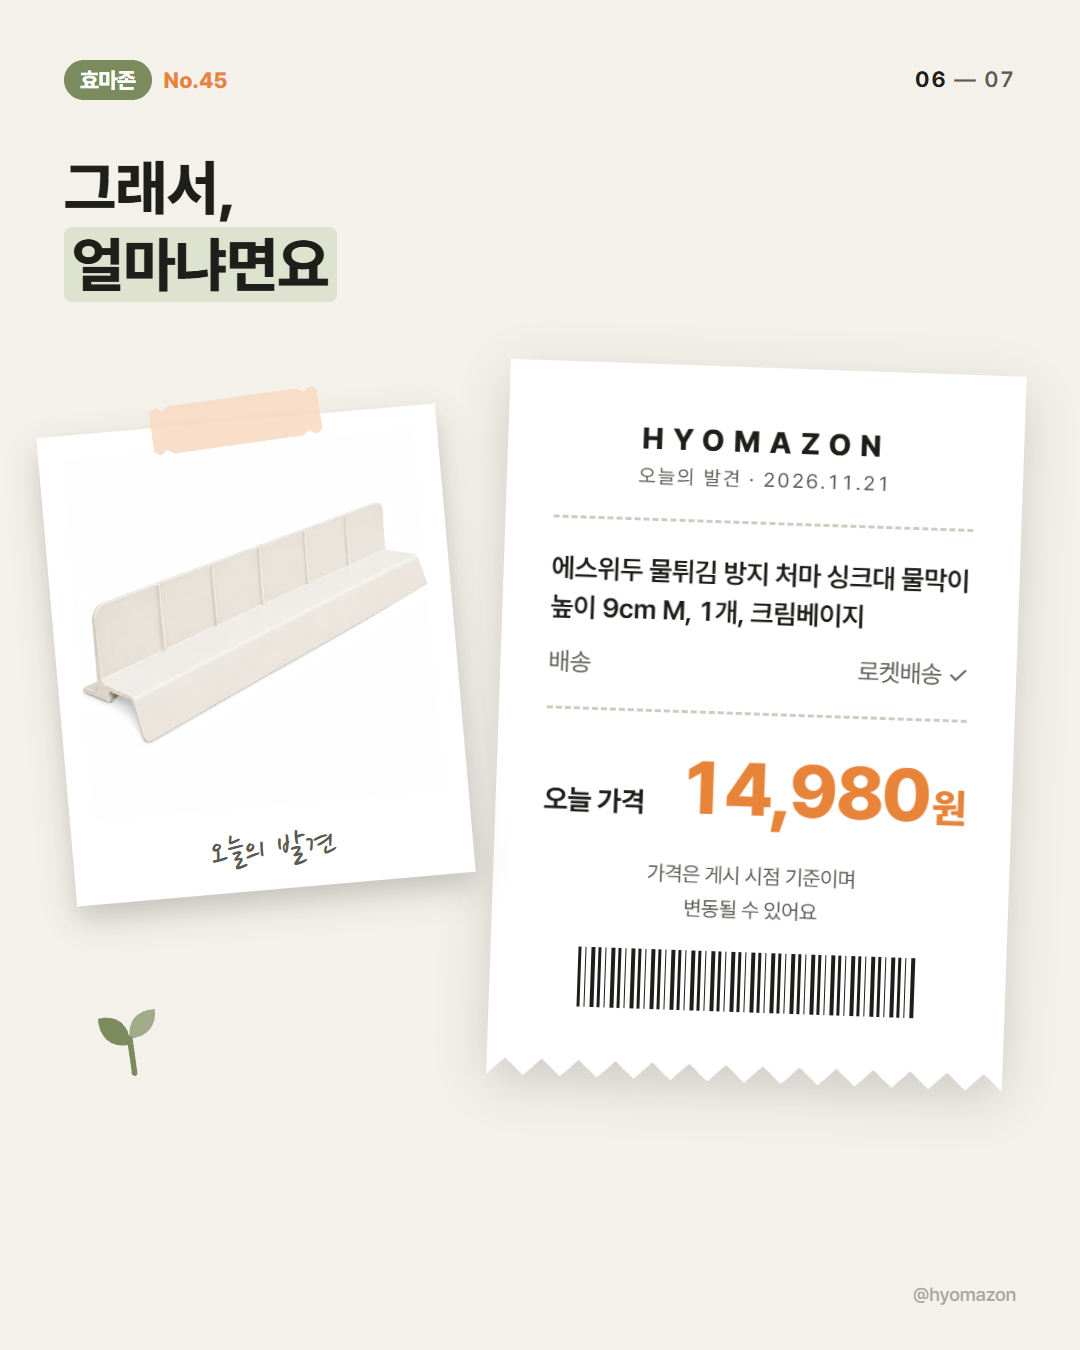 효마존 No.45
06 — 07
그래서,
얼마냐면요
오늘의 발견
HYOMAZON
오늘의 발견 · 2026.11.21
에스위두 물튀김 방지 처마 싱크대 물막이
높이 9cm M, 1개, 크림베이지
배송 로켓배송 ✓
오늘 가격 14,980원
가격은 게시 시점 기준이며
변동될 수 있어요
@hyomazon